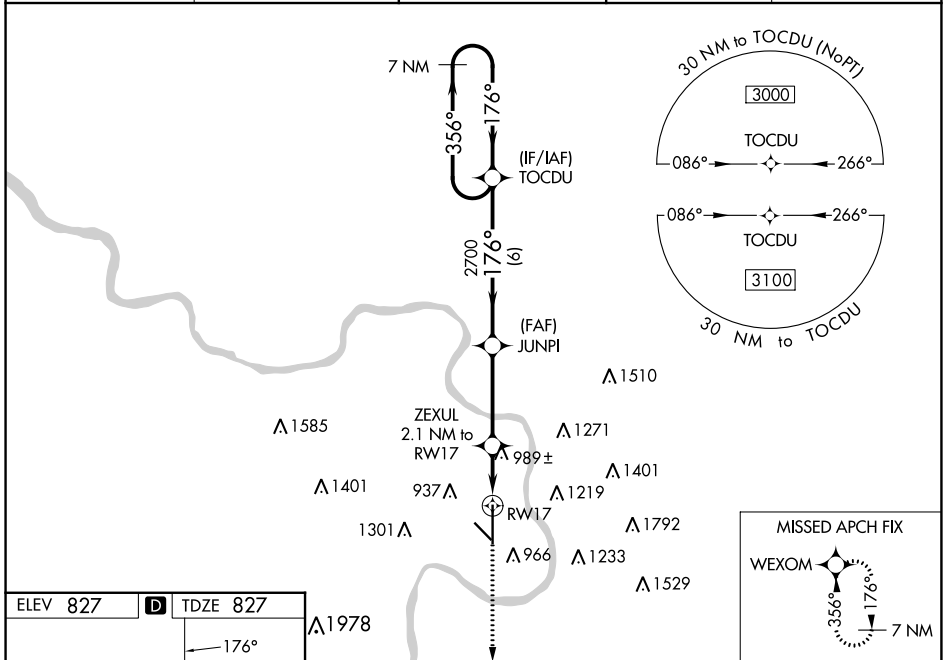 7 NM
356°
176°
(IF/IAF)
TOCDU
2700
176°
(6)
(FAF)
JUNPI
ZEXUL
2.1 NM to
RW17
989±
RW17
1585
1401
937
1301
966
1510
1271
1401
1219
1792
1233
1529
1978
30 NM to TOCDU (NoPT)
3000
TOCDU
086°
266°
086°
266°
TOCDU
3100
30 NM to TOCDU
MISSED APCH FIX
WEXOM
356°
176°
7 NM
ELEV 827 D TDZE 827
176°